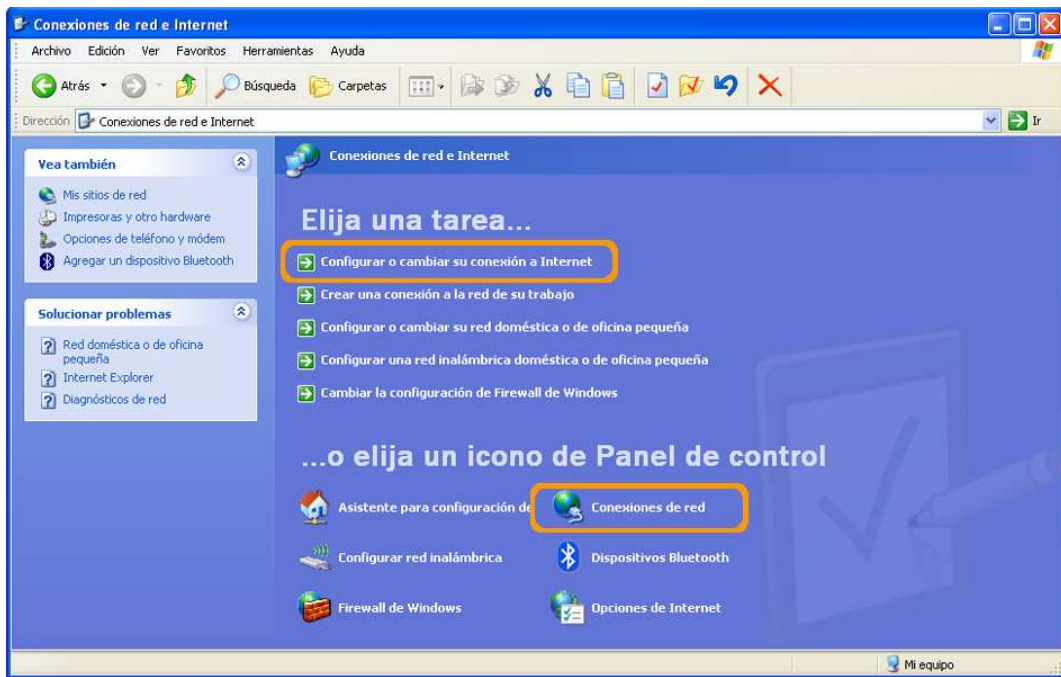 Conexiones de red e Internet
Archivo Edición Ver Favoritos Herramientas Ayuda
Atrás Búsqueda Carpetas
Dirección Conexiones de red e Internet Ir
Vea también
Mis sitios de red
Impresoras y otro hardware
Opciones de teléfono y módem
Agregar un dispositivo Bluetooth
Solucionar problemas
Red doméstica o de oficina
pequeña
Internet Explorer
Diagnósticos de red
Conexiones de red e Internet
Elija una tarea...
Configurar o cambiar su conexión a Internet
Crear una conexión a la red de su trabajo
Configurar o cambiar su red doméstica o de oficina pequeña
Configurar una red inalámbrica doméstica o de oficina pequeña
Cambiar la configuración de Firewall de Windows
...o elija un icono de Panel de control
Asistente para configuración de Conexiones de red
Configurar red inalámbrica Dispositivos Bluetooth
Firewall de Windows Opciones de Internet
Mi equipo